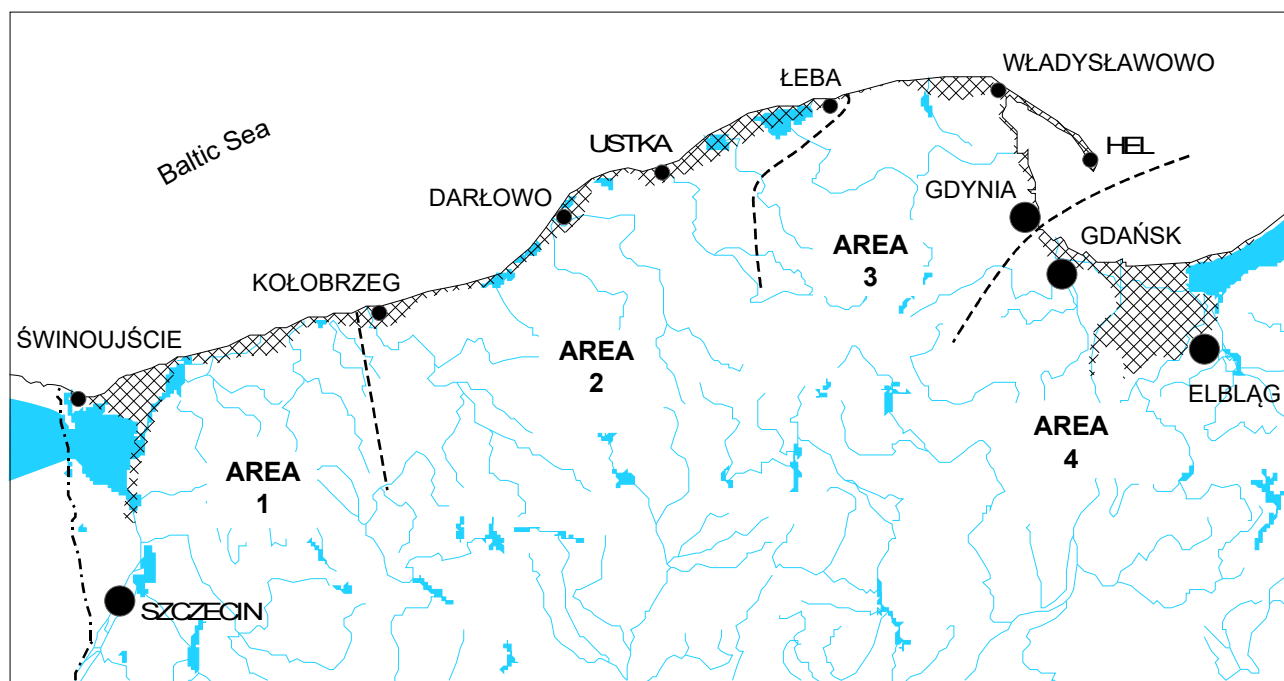 WŁADYSŁAWOWO
ŁEBA
Baltic Sea
USTKA
HEL
DARŁOWO
GDYNIA
GDAŃSK
AREA
3
KOŁOBRZEG
ŚWINOUJŚCIE
AREA
2
ELBLĄG
AREA
4
AREA
1
SZCZECIN